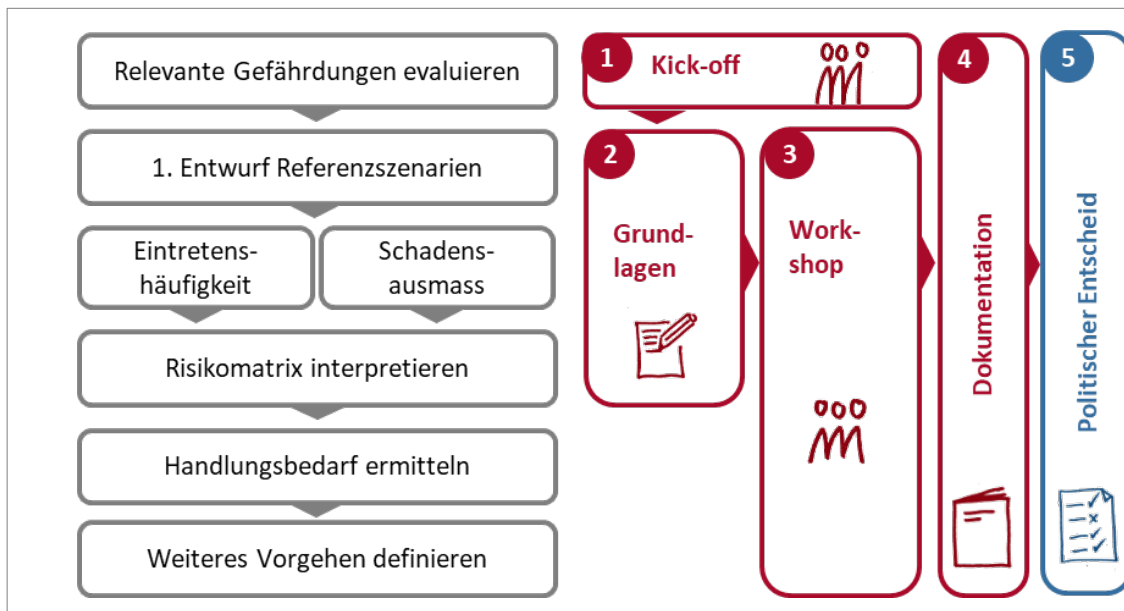 Relevante Gefährdungen evaluieren
1. Entwurf Referenzszenarien
Eintretens-
häufigkeit
Schadens-
ausmass
Risikomatrix interpretieren
Handlungsbedarf ermitteln
Weiteres Vorgehen definieren
1
Kick-off
2
Grund-
lagen
3
Work-
shop
4
Dokumentation
5
Politischer Entscheid